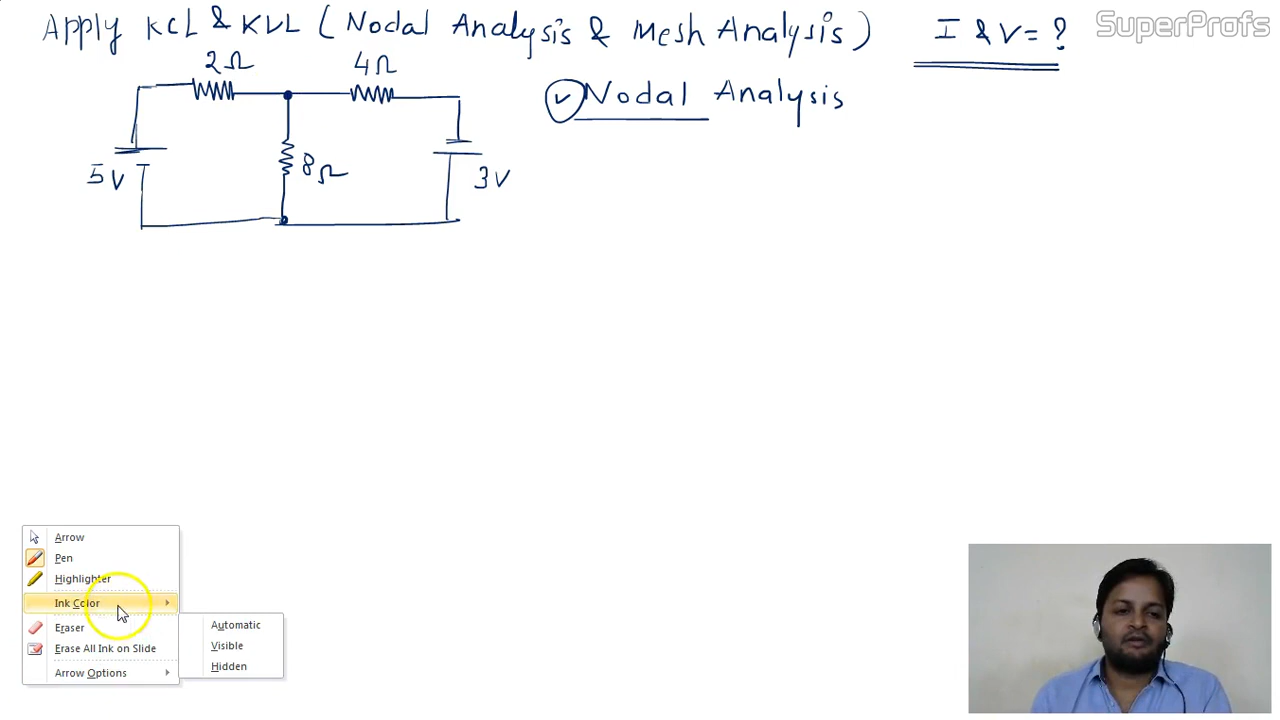 Apply KCL & KVL (Nodal Analysis & Mesh Analysis) I & V = ?
SuperProfs
2Ω 4Ω
Nodal Analysis
8Ω
5V
3V
Arrow
Pen
Highlighter
Ink Color
Automatic
Eraser
Visible
Erase All Ink on Slide
Hidden
Arrow Options